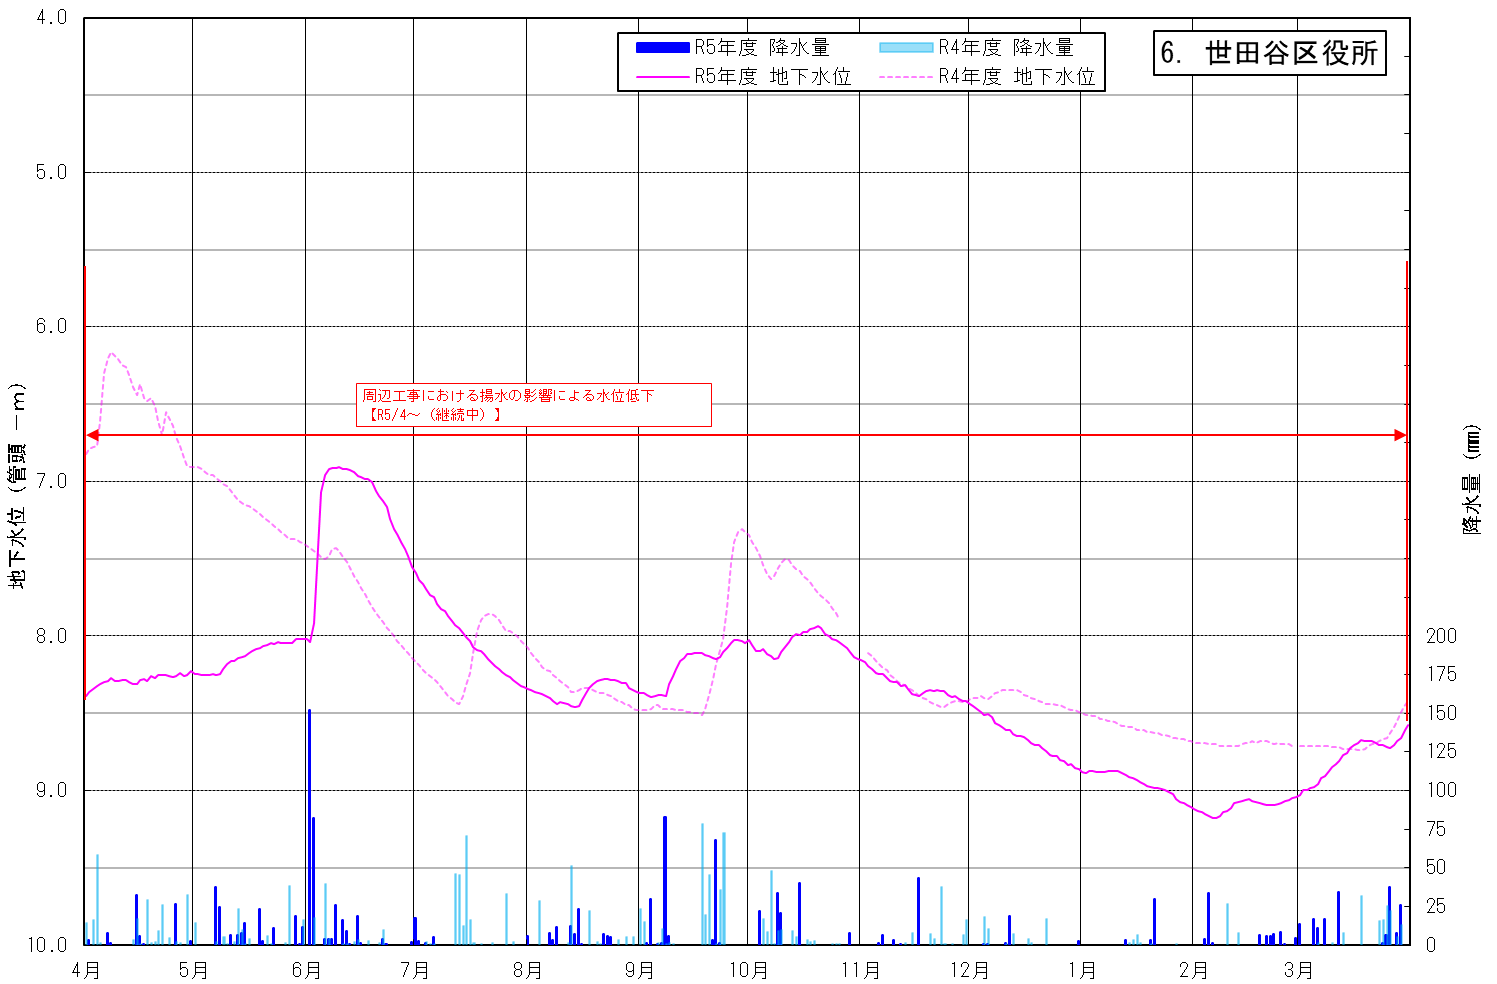 6. 世田谷区役所
R5年度 降水量
R4年度 降水量
R5年度 地下水位
R4年度 地下水位
地下水位（管頭 －ｍ）
4.0
5.0
6.0
7.0
8.0
9.0
10.0
周辺工事における揚水の影響による水位低下
【R5/4～（継続中）】
降水量（㎜）
200
175
150
125
100
75
50
25
0
4月
5月
6月
7月
8月
9月
10月
11月
12月
1月
2月
3月